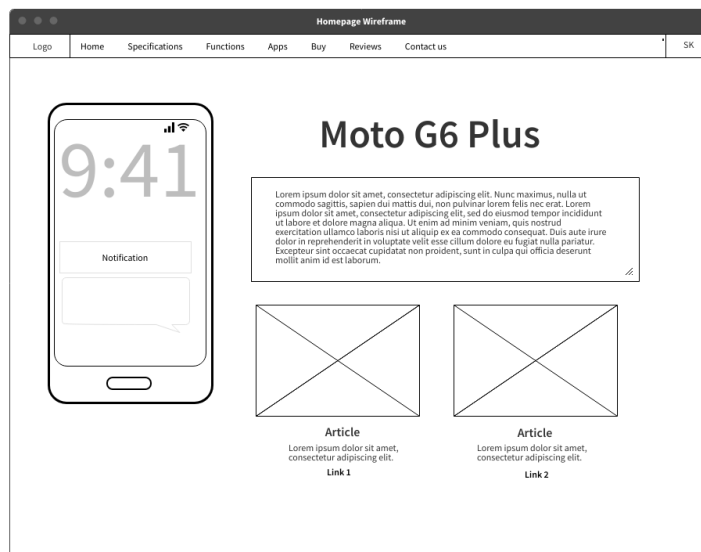 Homepage Wireframe
Logo Home Specifications Functions Apps Buy Reviews Contact us SK
9:41
Notification
Moto G6 Plus
Lorem ipsum dolor sit amet, consectetur adipiscing elit. Nunc maximus, nulla ut
commodo sagittis, sapien dui mattis dui, non pulvinar lorem felis nec erat. Lorem
ipsum dolor sit amet, consectetur adipiscing elit, sed do eiusmod tempor incididunt
ut labore et dolore magna aliqua. Ut enim ad minim veniam, quis nostrud
exercitation ullamco laboris nisi ut aliquip ex ea commodo consequat. Duis aute irure
dolor in reprehenderit in voluptate velit esse cillum dolore eu fugiat nulla pariatur.
Excepteur sint occaecat cupidatat non proident, sunt in culpa qui officia deserunt
mollit anim id est laborum.
Article
Lorem ipsum dolor sit amet,
consectetur adipiscing elit.
Link 1
Article
Lorem ipsum dolor sit amet,
consectetur adipiscing elit.
Link 2